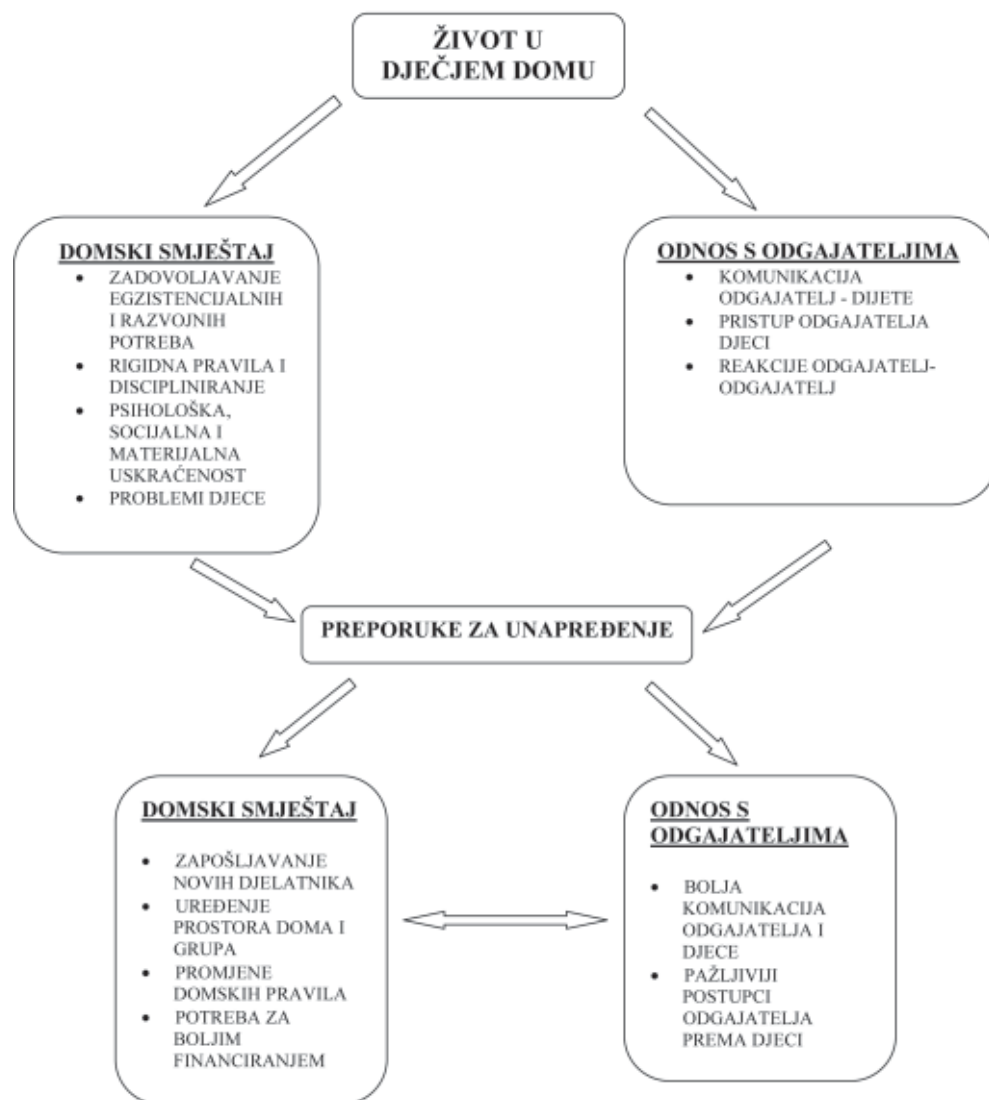 ŽIVOT U
DJEČJEM DOMU
DOMSKI SMJEŠTAJ
• ZADOVOLJAVANJE
EGZISTENCIJALNIH
I RAZVOJNIH
POTREBA
• RIGIDNA PRAVILA I
DISCIPLINIRANJE
• PSIHOLOŠKA,
SOCIJALNA I
MATERIJALNA
USKRAĆENOST
• PROBLEMI DJECE
ODNOS S ODGAJATELJIMA
• KOMUNIKACIJA
ODGAJATELJ - DIJETE
• PRISTUP ODGAJATELJA
DJECI
• REAKCIJE ODGAJATELJ-
ODGAJATELJ
PREPORUKE ZA UNAPREĐENJE
DOMSKI SMJEŠTAJ
• ZAPOŠLJAVANJE
NOVIH DJELATNIKA
• UREĐENJE
PROSTORA DOMA I
GRUPA
• PROMJENE
DOMSKIH PRAVILA
• POTREBA ZA
BOLJIM
FINANCIRANJEM
ODNOS S
ODGAJATELJIMA
• BOLJA
KOMUNIKACIJA
ODGAJATELJA I
DJECE
• PAŽLJIVIJI
POSTUPCI
ODGAJATELJA
PREMA DJECI